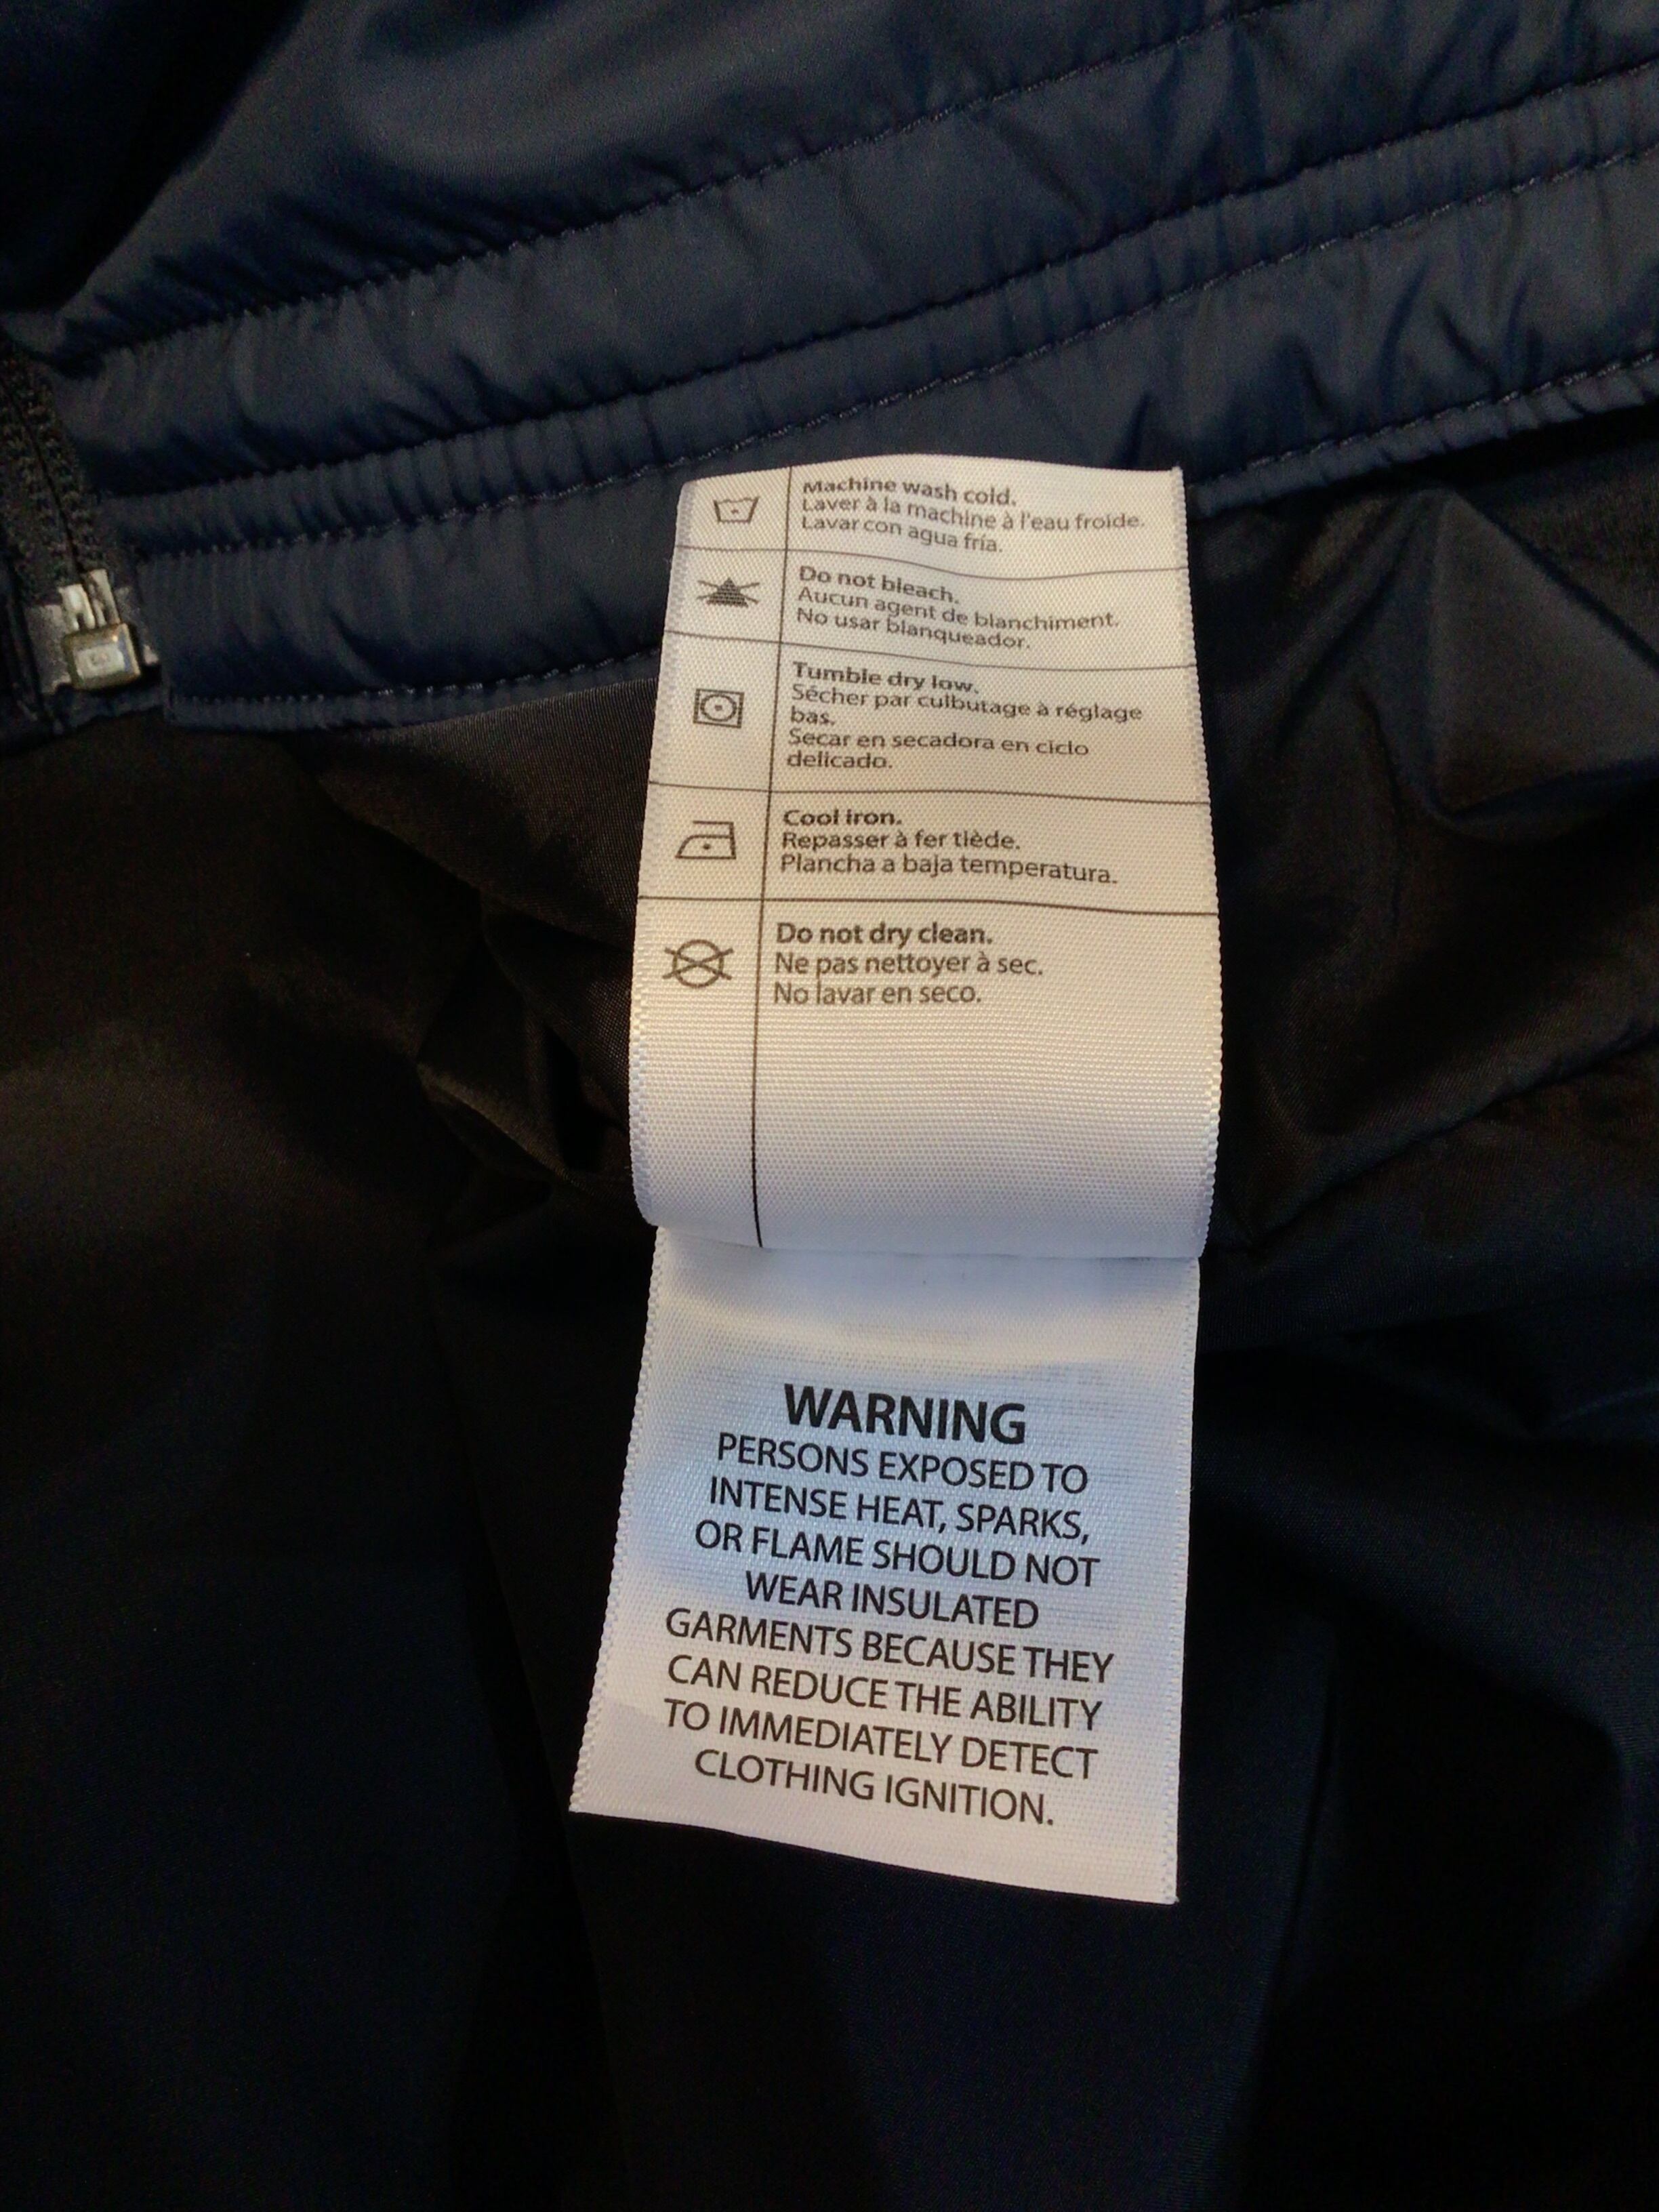 Machine wash cold.
Laver à la machine à l'eau froide.
Lavar con agua fría.
Do not bleach.
Aucun agent de blanchiment.
No usar blanqueador.
Tumble dry low.
Sécher par culbutage à réglage
bas.
Secar en secadora en ciclo
delicado.
Cool iron.
Repasser à fer tiède.
Plancha a baja temperatura.
Do not dry clean.
Ne pas nettoyer à sec.
No lavar en seco.
WARNING
PERSONS EXPOSED TO
INTENSE HEAT, SPARKS,
OR FLAME SHOULD NOT
WEAR INSULATED
GARMENTS BECAUSE THEY
CAN REDUCE THE ABILITY
TO IMMEDIATELY DETECT
CLOTHING IGNITION.